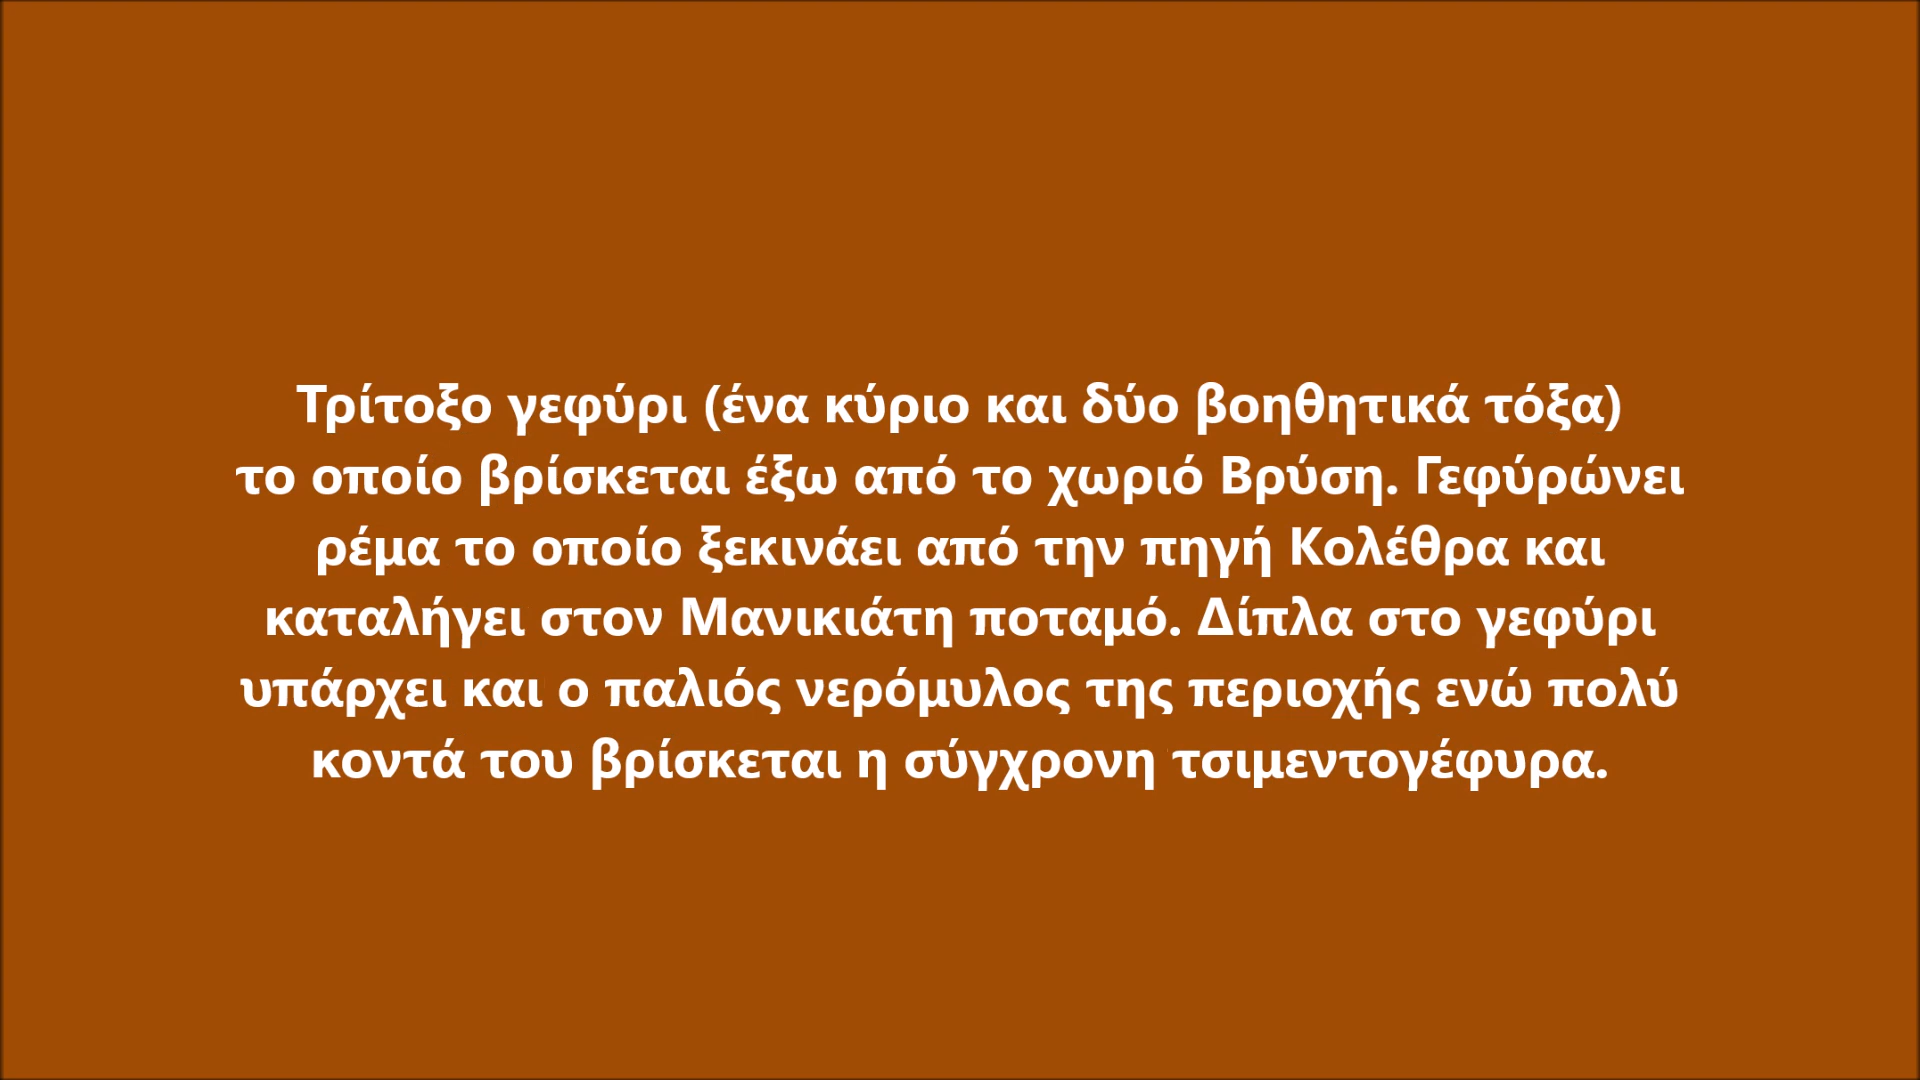 Τρίτοξο γεφύρι (ένα κύριο και δύο βοηθητικά τόξα)
το οποίο βρίσκεται έξω από το χωριό Βρύση. Γεφύρώνει
ρέμα το οποίο ξεκινάει από την πηγή Κολέθρα και
καταλήγει στον Μανικιάτη ποταμό. Δίπλα στο γεφύρι
υπάρχει και ο παλιός νερόμυλος της περιοχής ενώ πολύ
κοντά του βρίσκεται η σύγχρονη τσιμεντογέφυρα.